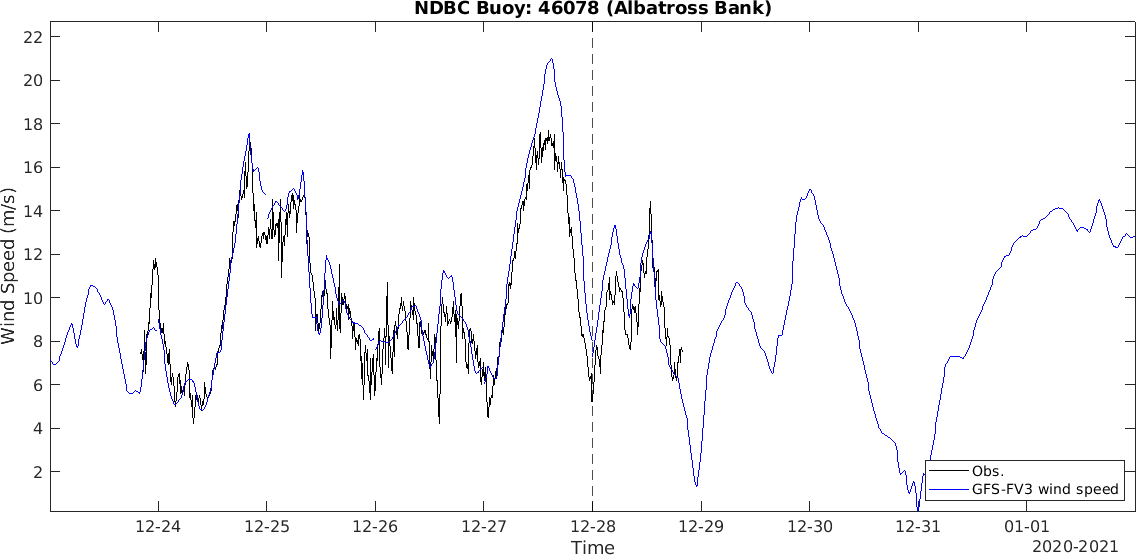 NDBC Buoy: 46078 (Albatross Bank)
22
20
18
16
14
12
10
8
6
4
2
Wind Speed (m/s)
12-24 12-25 12-26 12-27 12-28 12-29 12-30 12-31 01-01
Time
2020-2021
Obs.
GFS-FV3 wind speed